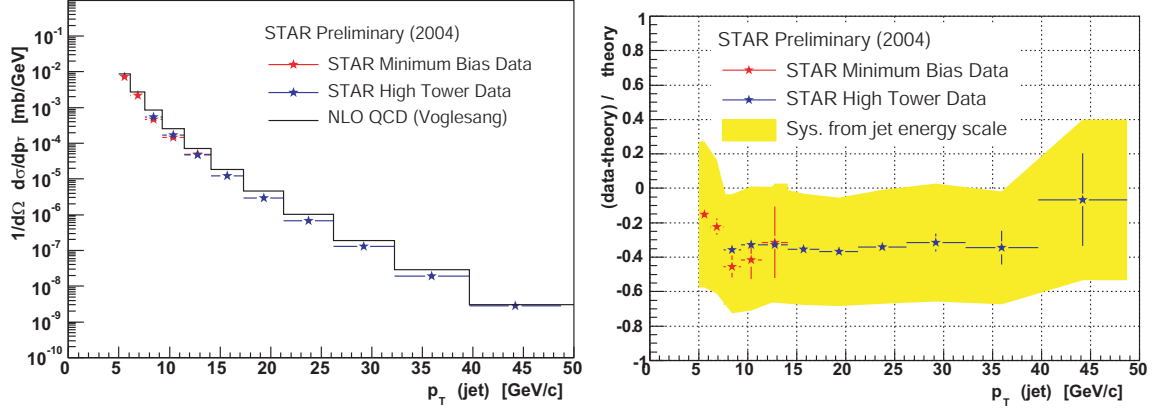 1/dΩ dσ/dpT [mb/GeV]
10-1
10-2
10-3
10-4
10-5
10-6
10-7
10-8
10-9
10-10
STAR Preliminary (2004)
STAR Minimum Bias Data
STAR High Tower Data
NLO QCD (Voglesang)
0 5 10 15 20 25 30 35 40 45 50
pT (jet) [GeV/c]
(data-theory) / theory
1
0.8
0.6
0.4
0.2
0
-0.2
-0.4
-0.6
-0.8
-1
STAR Preliminary (2004)
STAR Minimum Bias Data
STAR High Tower Data
Sys. from jet energy scale
0 5 10 15 20 25 30 35 40 45 50
pT (jet) [GeV/c]